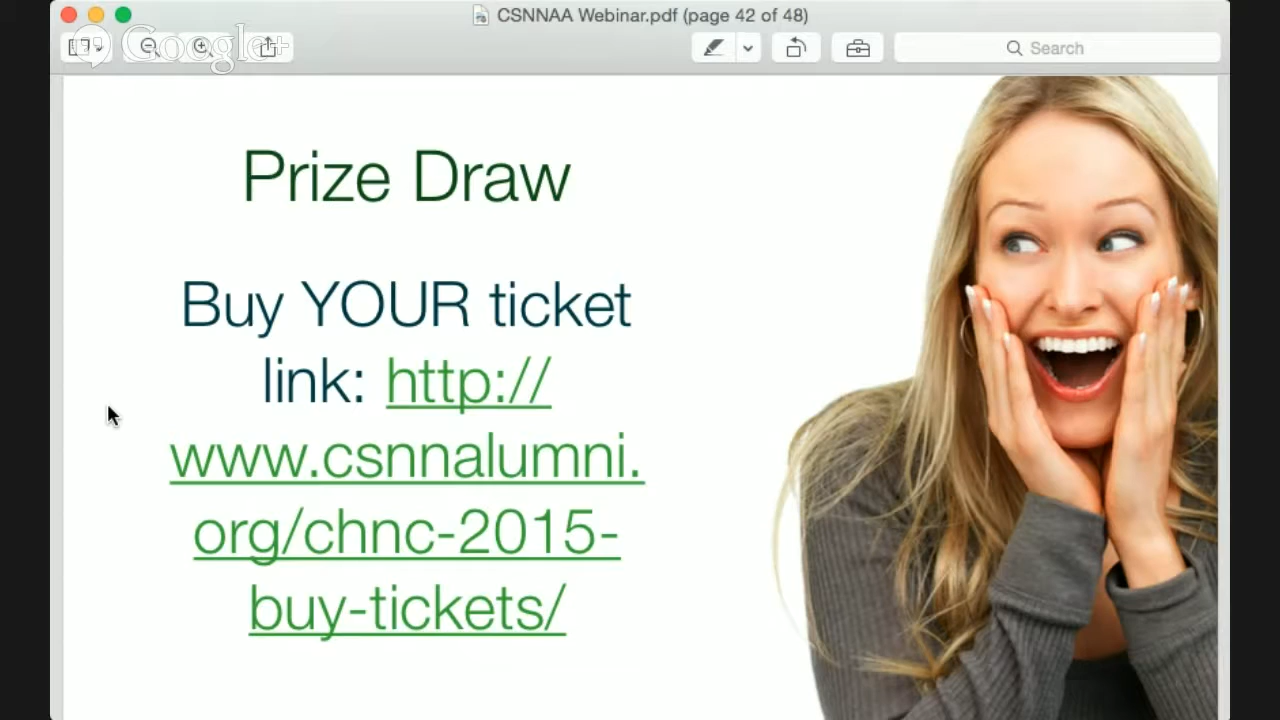 CSNNAA Webinar.pdf (page 42 of 48)
Google+
Search
Prize Draw
Buy YOUR ticket
link: http://
www.csnnalumni.
org/chnc-2015-
buy-tickets/